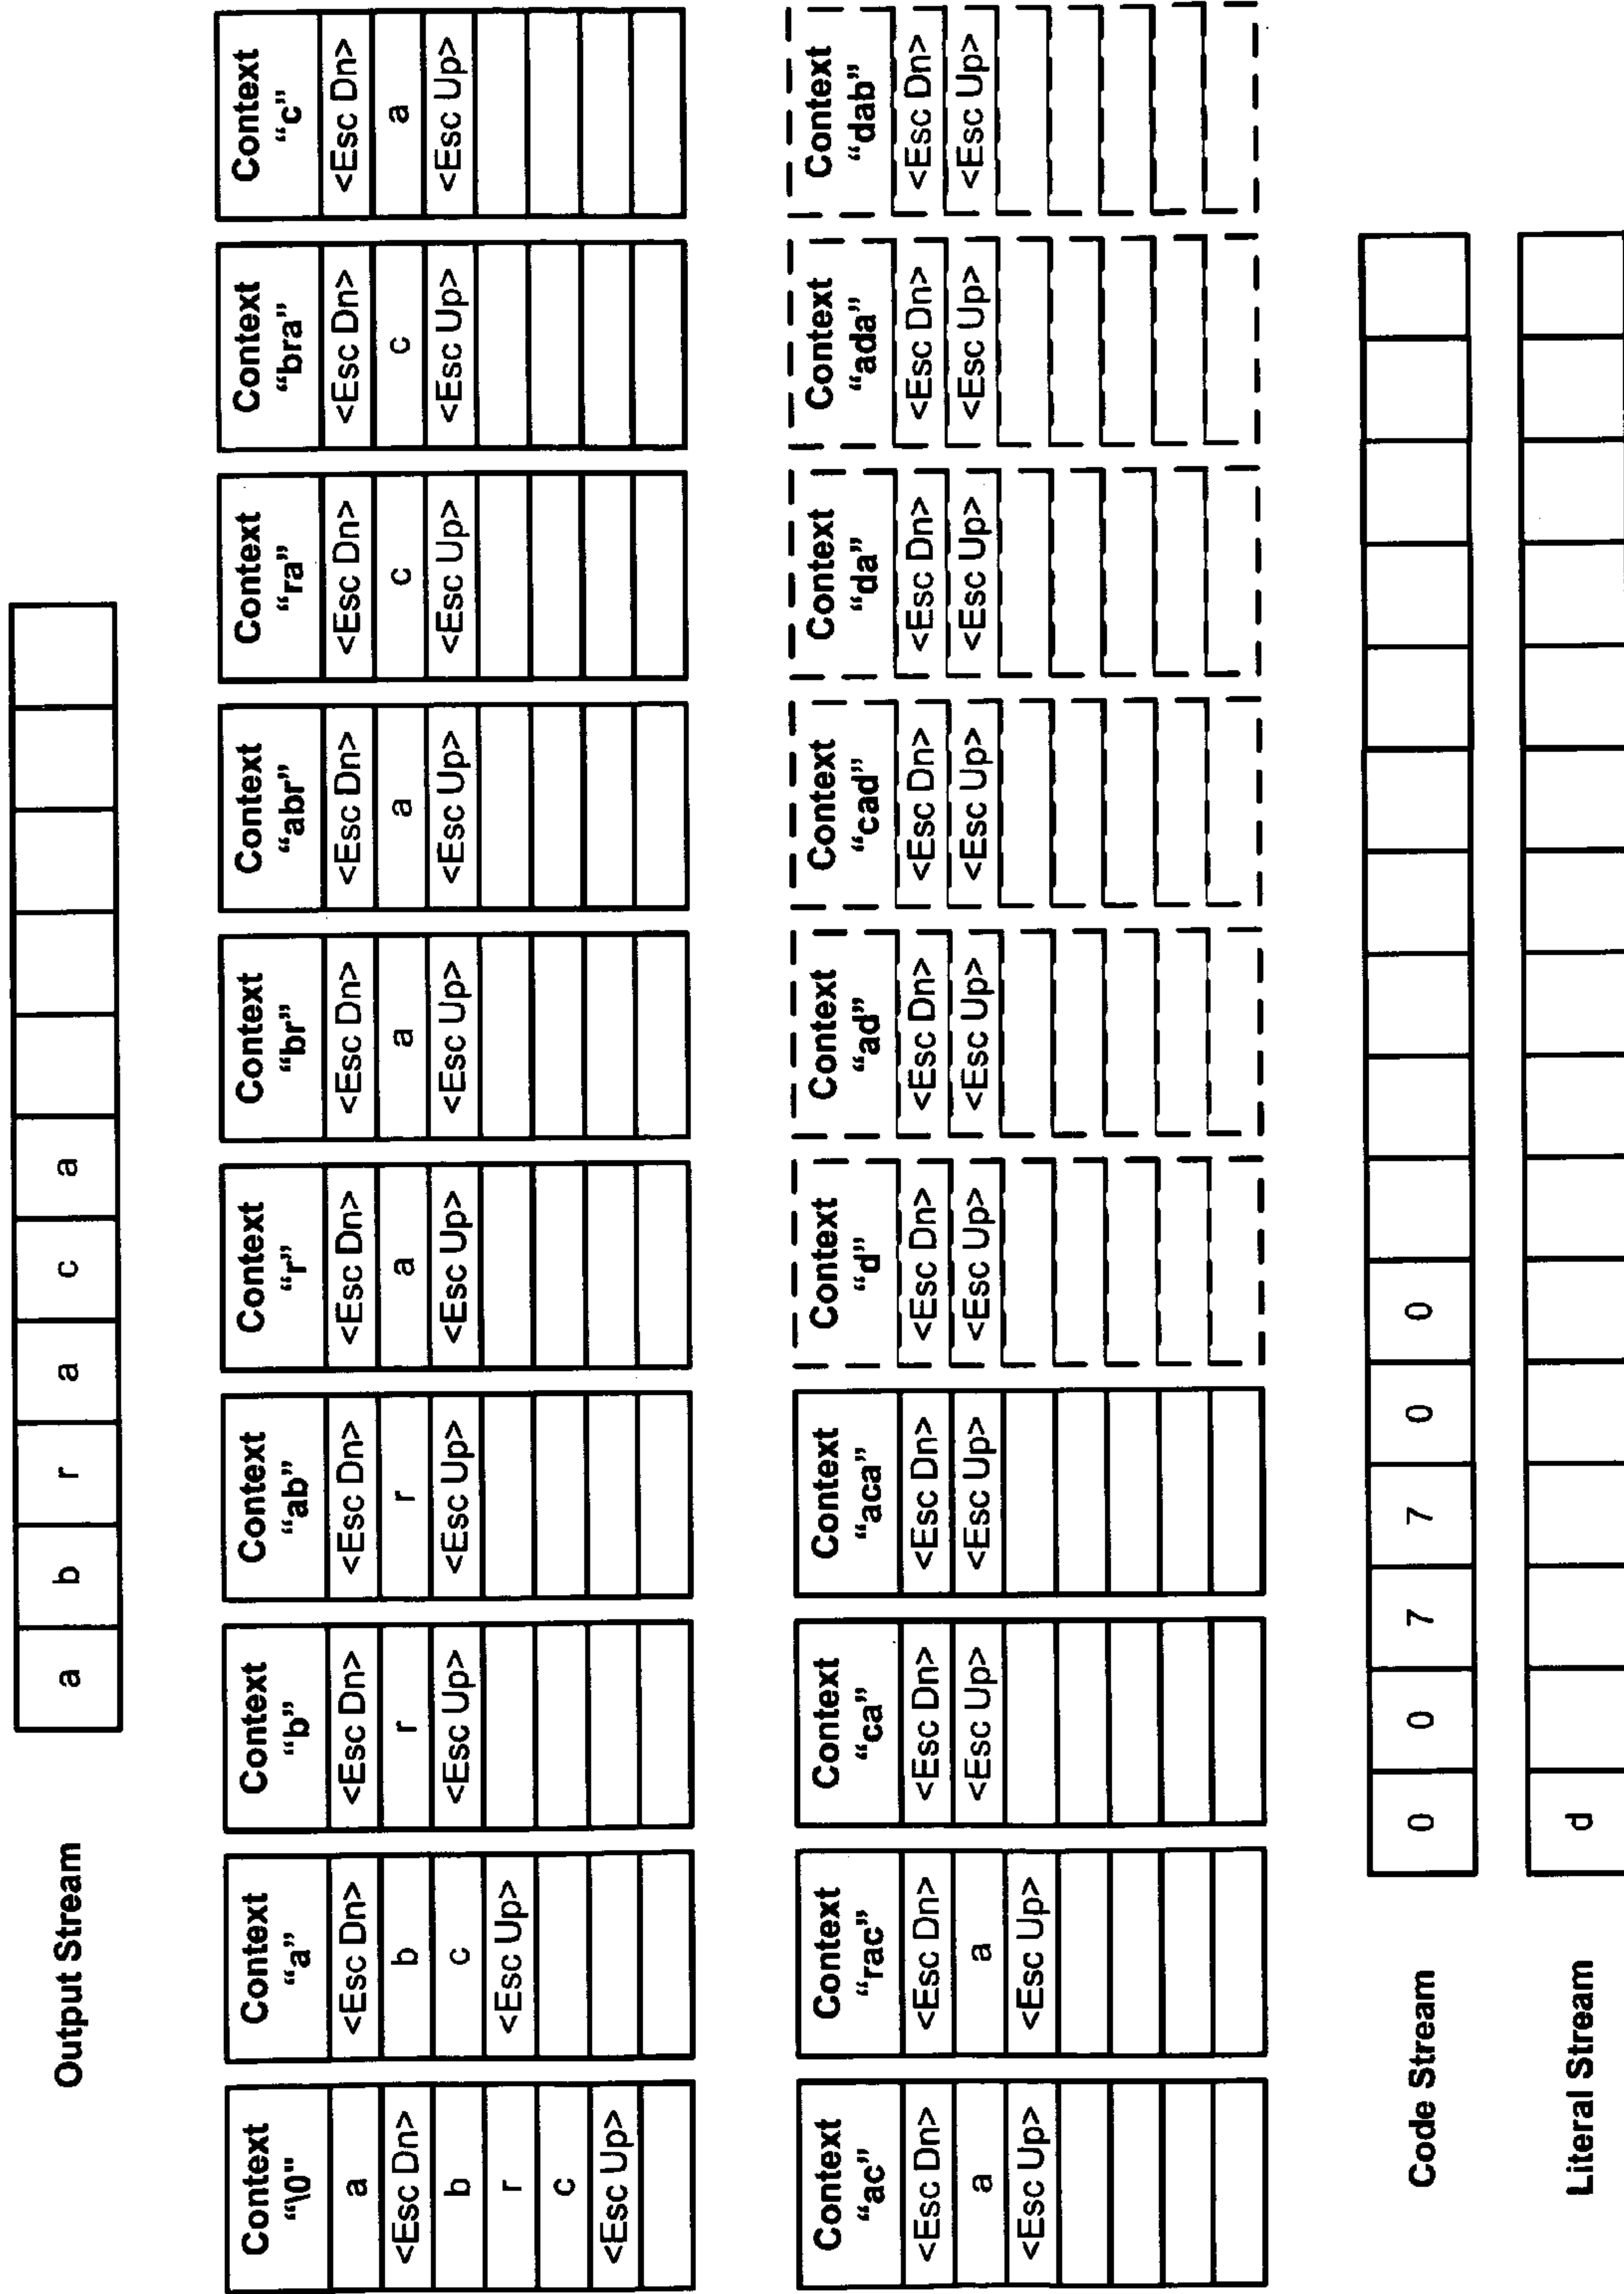 Output Stream a b r a c a
Context
"\0"
a
<Esc Dn>
b
r
c
<Esc Up>
Context
"a"
<Esc Dn>
b
c
<Esc Up>
Context
"b"
<Esc Dn>
r
<Esc Up>
Context
"ab"
<Esc Dn>
r
<Esc Up>
Context
"r"
<Esc Dn>
a
<Esc Up>
Context
"br"
<Esc Dn>
a
<Esc Up>
Context
"abr"
<Esc Dn>
a
<Esc Up>
Context
"ra"
<Esc Dn>
c
<Esc Up>
Context
"bra"
<Esc Dn>
c
<Esc Up>
Context
"c"
<Esc Dn>
a
<Esc Up>
Context
"ac"
<Esc Dn>
a
<Esc Up>
Context
"rac"
<Esc Dn>
a
<Esc Up>
Context
"ca"
<Esc Dn>
<Esc Up>
Context
"aca"
<Esc Dn>
<Esc Up>
Context
"d"
<Esc Dn>
<Esc Up>
Context
"ad"
<Esc Dn>
<Esc Up>
Context
"cad"
<Esc Dn>
<Esc Up>
Context
"da"
<Esc Dn>
<Esc Up>
Context
"ada"
<Esc Dn>
<Esc Up>
Context
"dab"
<Esc Dn>
<Esc Up>
Code Stream 0 0 7 7 0 0
Literal Stream d